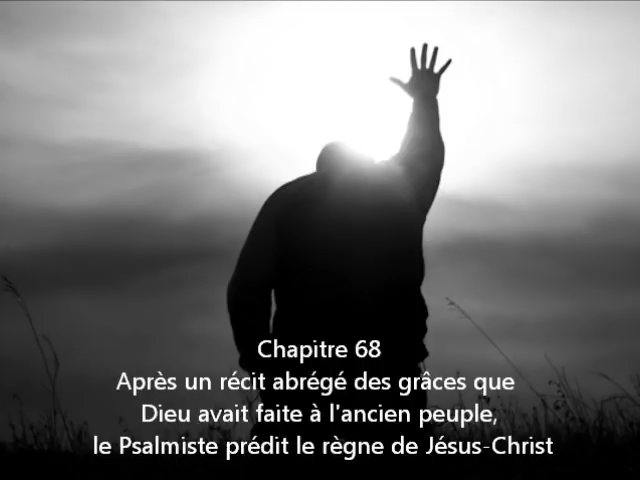 Chapitre 68
Après un récit abrégé des grâces que
Dieu avait faite à l'ancien peuple,
le Psalmiste prédit le règne de Jésus-Christ